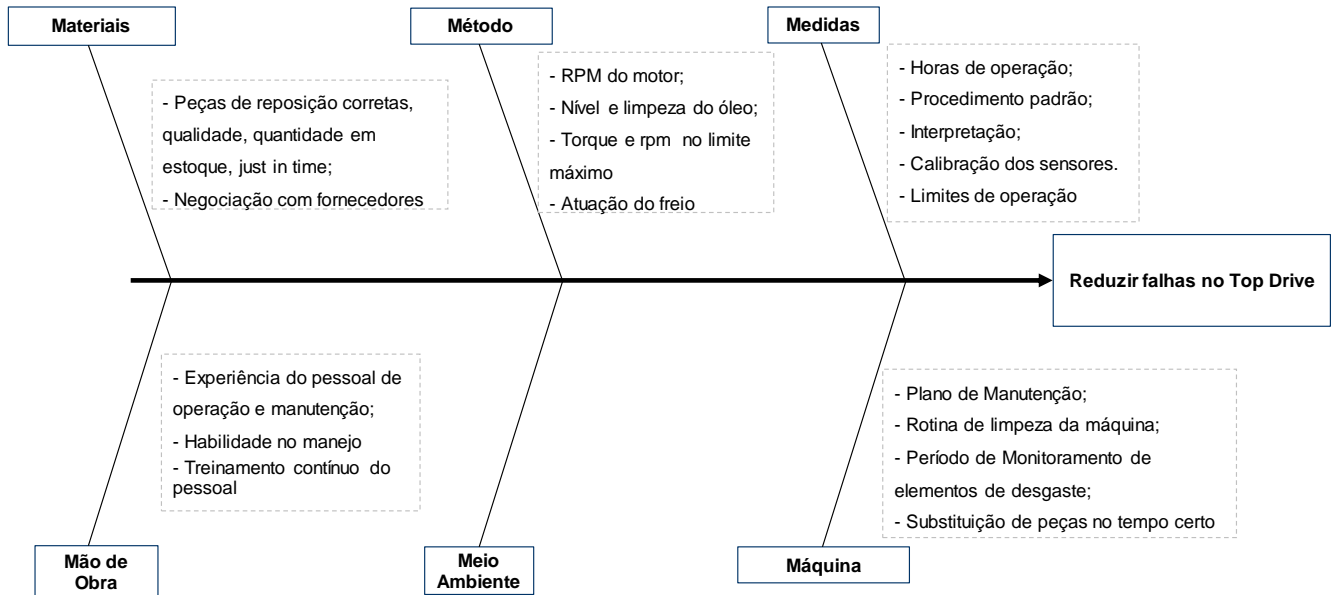 Materiais
Método
Medidas
- Peças de reposição corretas,
qualidade, quantidade em
estoque, just in time;
- Negociação com fornecedores
- RPM do motor;
- Nível e limpeza do óleo;
- Torque e rpm no limite
máximo
- Atuação do freio
- Horas de operação;
- Procedimento padrão;
- Interpretação;
- Calibração dos sensores.
- Limites de operação
Reduzir falhas no Top Drive
- Experiência do pessoal de
operação e manutenção;
- Habilidade no manejo
- Treinamento contínuo do
pessoal
- Plano de Manutenção;
- Rotina de limpeza da máquina;
- Período de Monitoramento de
elementos de desgaste;
- Substituição de peças no tempo certo
Mão de
Obra
Meio
Ambiente
Máquina